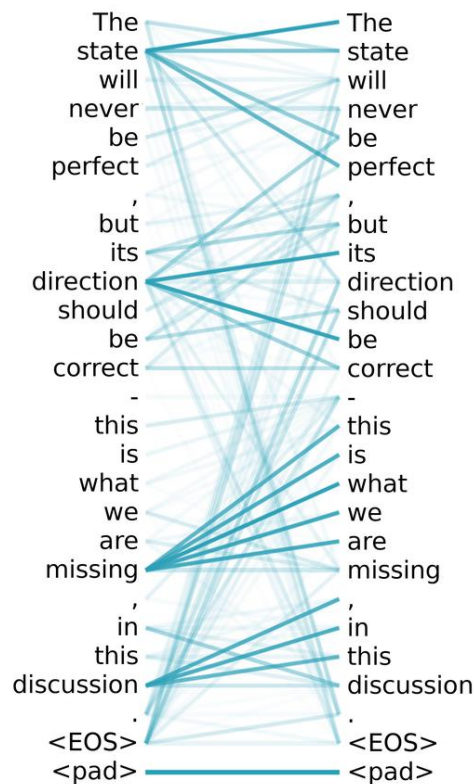 The The
state state
will will
never never
be be
perfect perfect
, ,
but but
its its
direction direction
should should
be be
correct correct
- -
this this
is is
what what
we we
are are
missing missing
, ,
in in
this this
discussion discussion
. .
<EOS> <EOS>
<pad> <pad>